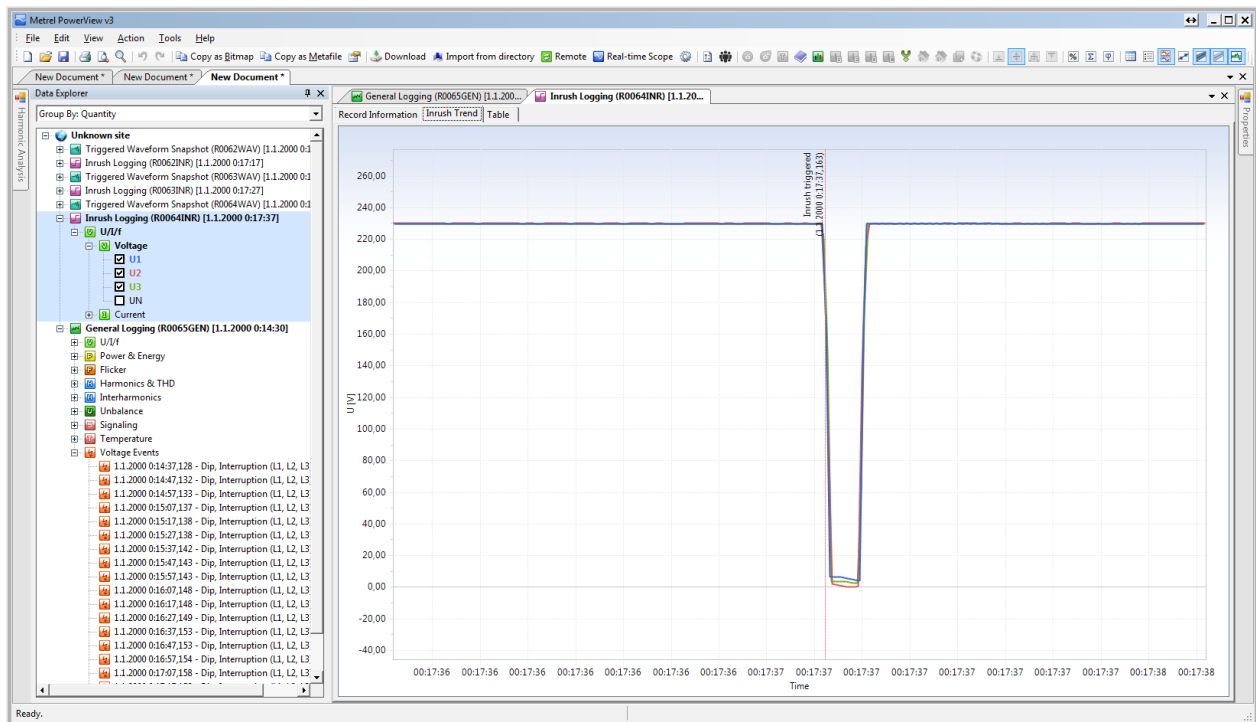 Metrel PowerView v3
File Edit View Action Tools Help
Copy as Bitmap Copy as Metafile Download Import from directory Remote Real-time Scope
New Document * New Document * New Document *
Data Explorer
Group By: Quantity
Unknown site
Triggered Waveform Snapshot (R0062WAV) [1.1.2000 0:1
Inrush Logging (R0062INR) [1.1.2000 0:17:17]
Triggered Waveform Snapshot (R0063WAV) [1.1.2000 0:1
Inrush Logging (R0063INR) [1.1.2000 0:17:27]
Triggered Waveform Snapshot (R0064WAV) [1.1.2000 0:1
Inrush Logging (R0064INR) [1.1.2000 0:17:37]
U/I/f
Voltage
U1
U2
U3
UN
Current
General Logging (R0065GEN) [1.1.2000 0:14:30]
U/I/f
Power & Energy
Flicker
Harmonics & THD
Interharmonics
Unbalance
Signaling
Temperature
Voltage Events
1.1.2000 0:14:37,128 - Dip, Interruption (L1, L2, L3
1.1.2000 0:14:47,132 - Dip, Interruption (L1, L2, L3
1.1.2000 0:14:57,133 - Dip, Interruption (L1, L2, L3
1.1.2000 0:15:07,137 - Dip, Interruption (L1, L2, L3
1.1.2000 0:15:17,138 - Dip, Interruption (L1, L2, L3
1.1.2000 0:15:27,138 - Dip, Interruption (L1, L2, L3
1.1.2000 0:15:37,142 - Dip, Interruption (L1, L2, L3
1.1.2000 0:15:47,143 - Dip, Interruption (L1, L2, L3
1.1.2000 0:15:57,143 - Dip, Interruption (L1, L2, L3
1.1.2000 0:16:07,148 - Dip, Interruption (L1, L2, L3
1.1.2000 0:16:17,148 - Dip, Interruption (L1, L2, L3
1.1.2000 0:16:27,149 - Dip, Interruption (L1, L2, L3
1.1.2000 0:16:37,153 - Dip, Interruption (L1, L2, L3
1.1.2000 0:16:47,153 - Dip, Interruption (L1, L2, L3
1.1.2000 0:16:57,154 - Dip, Interruption (L1, L2, L3
1.1.2000 0:17:07,158 - Dip, Interruption (L1, L2, L3
Harmonic Analysis
General Logging (R0065GEN) [1.1.200... Inrush Logging (R0064INR) [1.1.20...
Record Information Inrush Trend Table
Inrush triggered
(1.1.2000 0:17:37,163)
260,00
240,00
220,00
200,00
180,00
160,00
140,00
120,00
100,00
80,00
60,00
40,00
20,00
0,00
-20,00
-40,00
U [V]
00:17:36 00:17:36 00:17:36 00:17:36 00:17:36 00:17:37 00:17:37 00:17:37 00:17:37 00:17:37 00:17:37 00:17:37 00:17:37 00:17:37 00:17:37 00:17:38 00:17:38
Time
Properties
Ready.